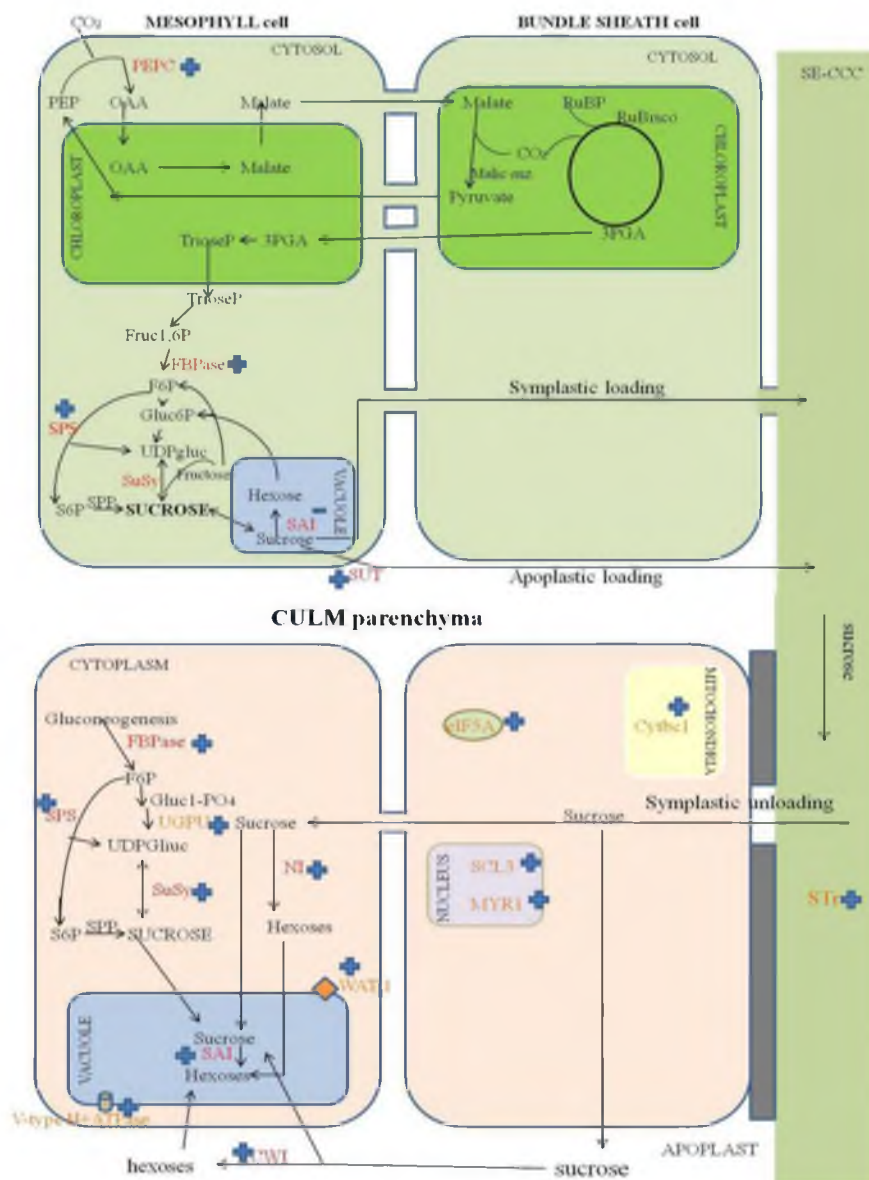 MESOPHYLL cell
BUNDLE SHEATH cell
CO₂
CYTOSOL
CYTOSOL
SE-CCC
PEPC
PEP
OAA
Malate
Malate
RuBP
RuBisco
CO₂
OAA
Malate
Malic enz
Pyruvate
CHLOROPLAST
CHLOROPLAST
TrioseP
3PGA
3PGA
TrioseP
Fruc1,6P
FBPase
F6P
Symplastic loading
SPS
Gluc6P
UDPgluc
Fructose
SuSy
VACUOLE
Hexose
S6P
SPP
SUCROSE
SAI
Sucrose
SUT
Apoplastic loading
CULM parenchyma
sucrose
CYTOPLASM
MITOCHONDRIA
Gluconeogenesis
eIF5A
Cytbc1
FBPase
F6P
SPS
Gluc1-PO4
UGPU
Sucrose
Sucrose
Symplastic unloading
UDPGluc
NUCLEUS
SCL3
SuSy
NI
MYR1
STr
S6P
SPP
SUCROSE
Hexoses
WAT1
VACUOLE
Sucrose
SAI
Hexoses
V-type H+ATPase
CWI
APOPLAST
hexoses
sucrose